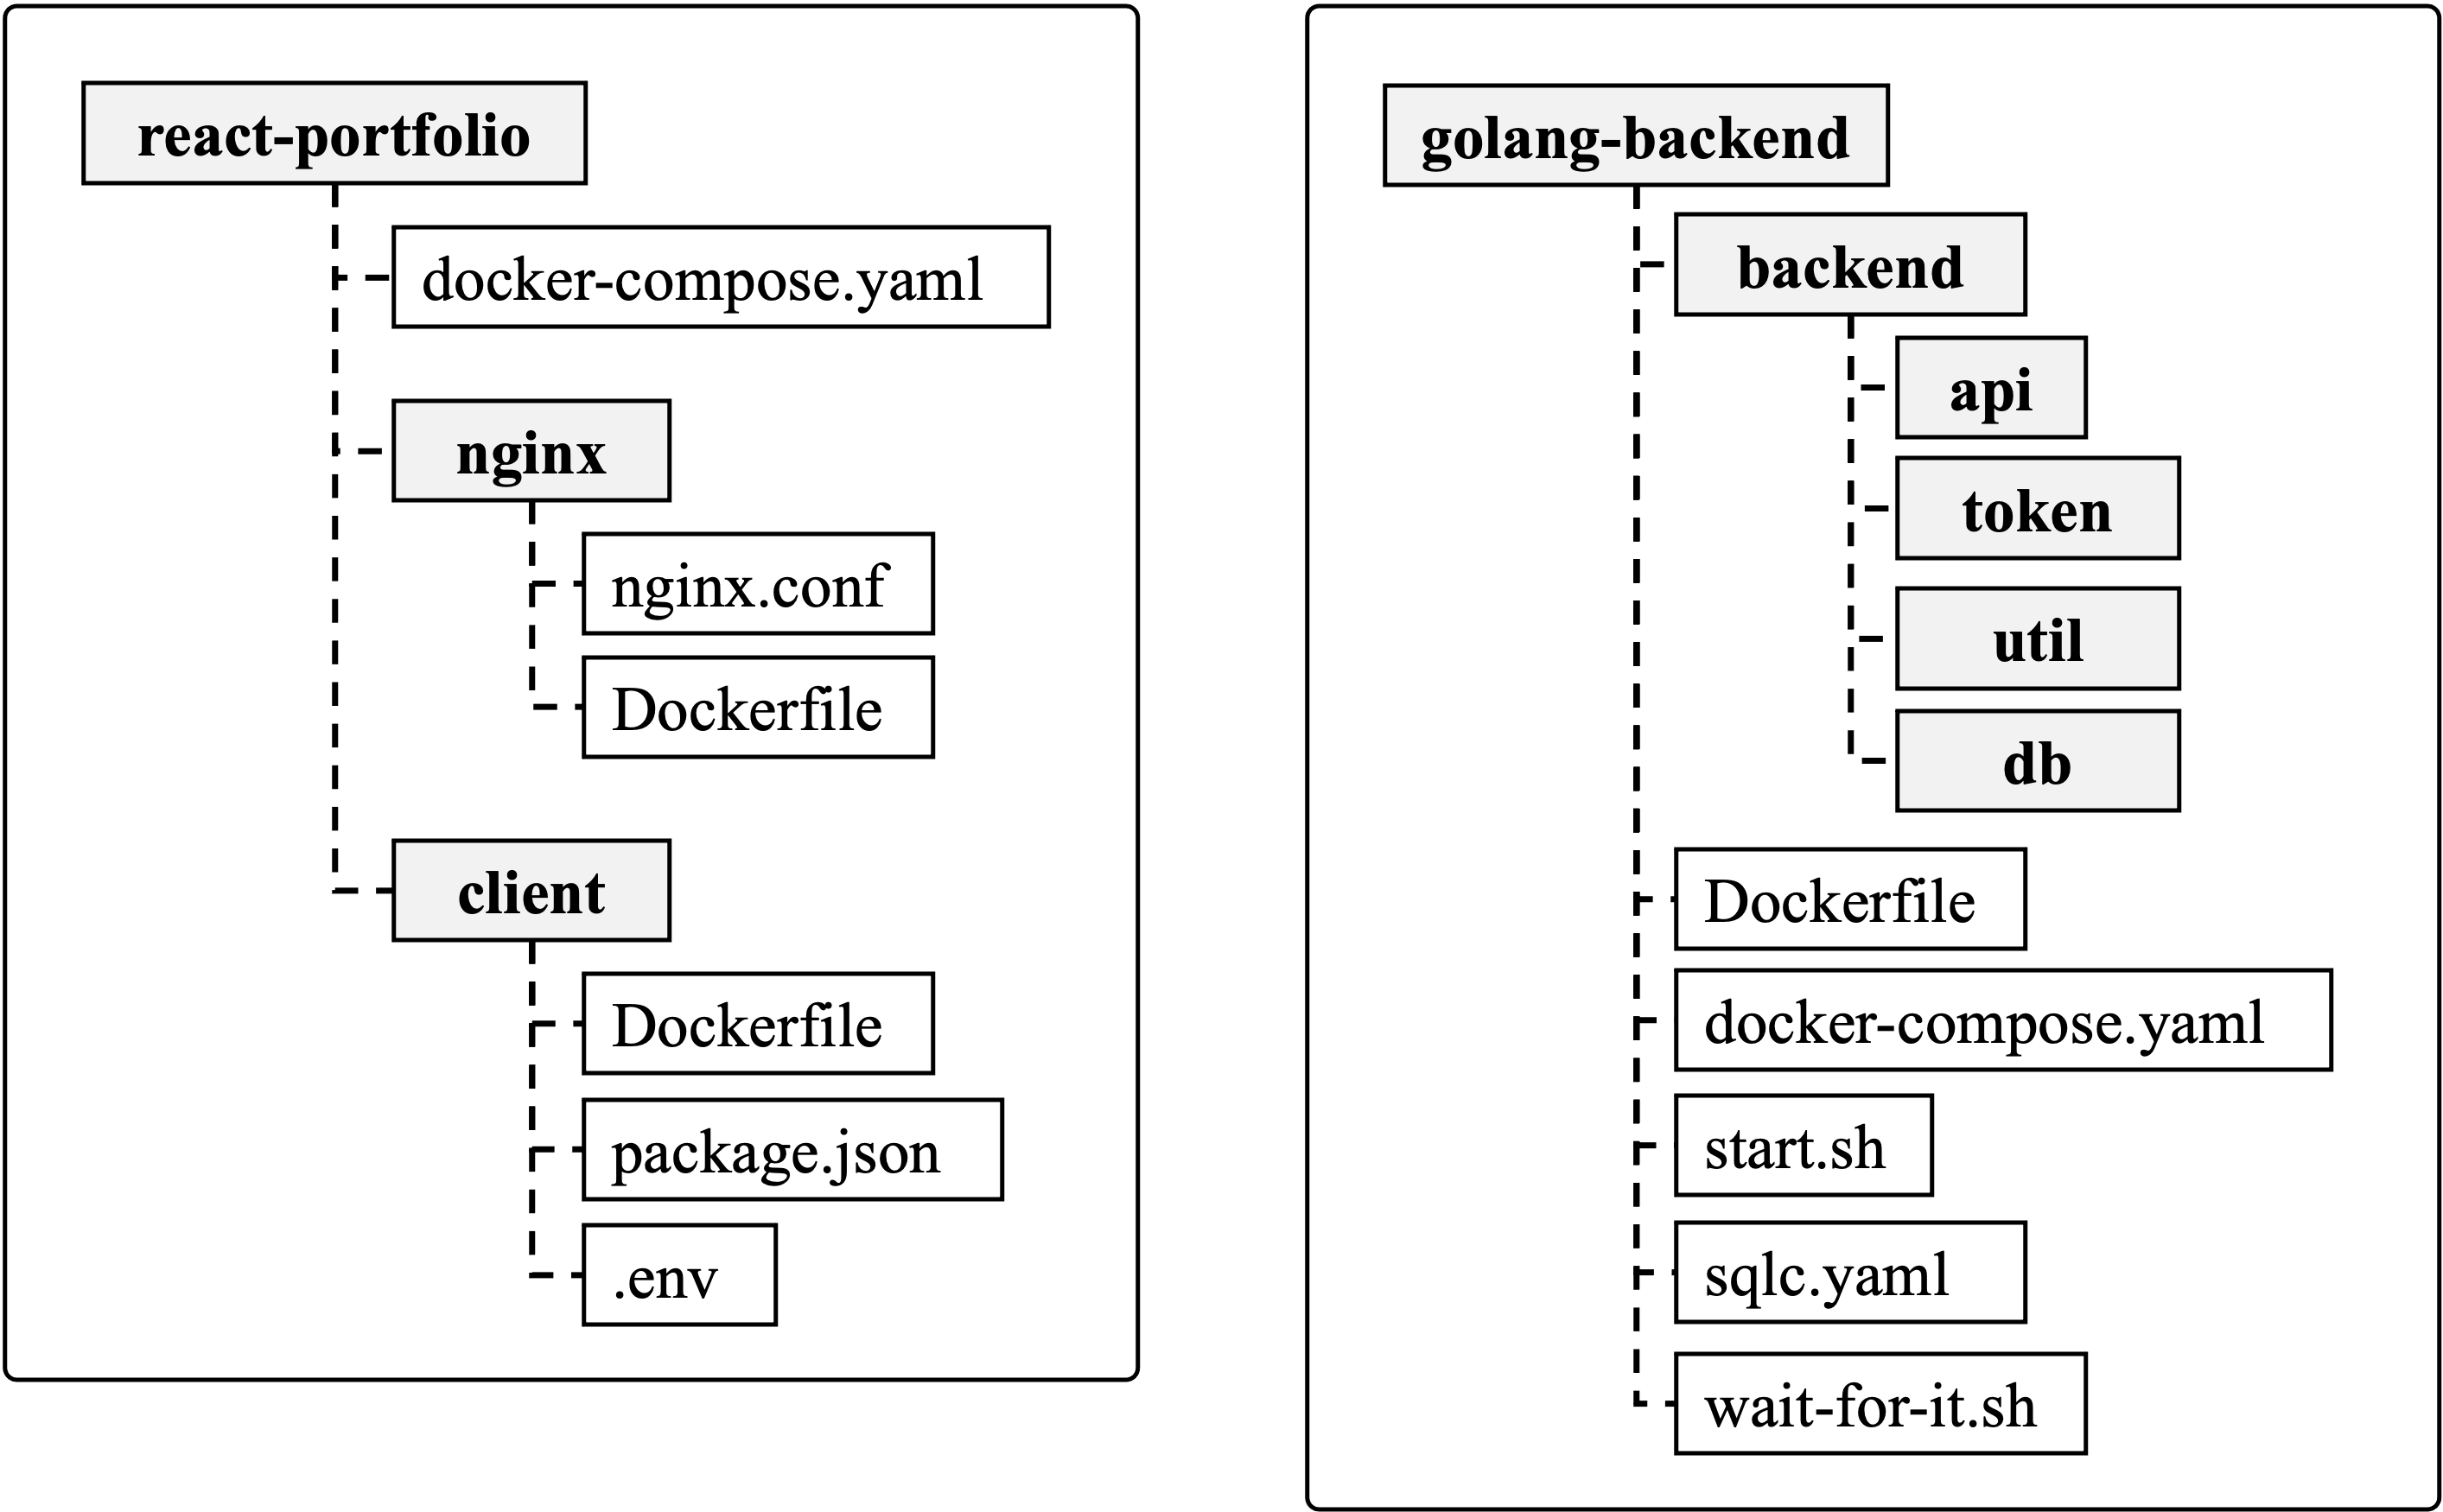 react-portfolio
docker-compose.yaml
nginx
nginx.conf
Dockerfile
client
Dockerfile
package.json
.env
golang-backend
backend
api
token
util
db
Dockerfile
docker-compose.yaml
start.sh
sqlc.yaml
wait-for-it.sh